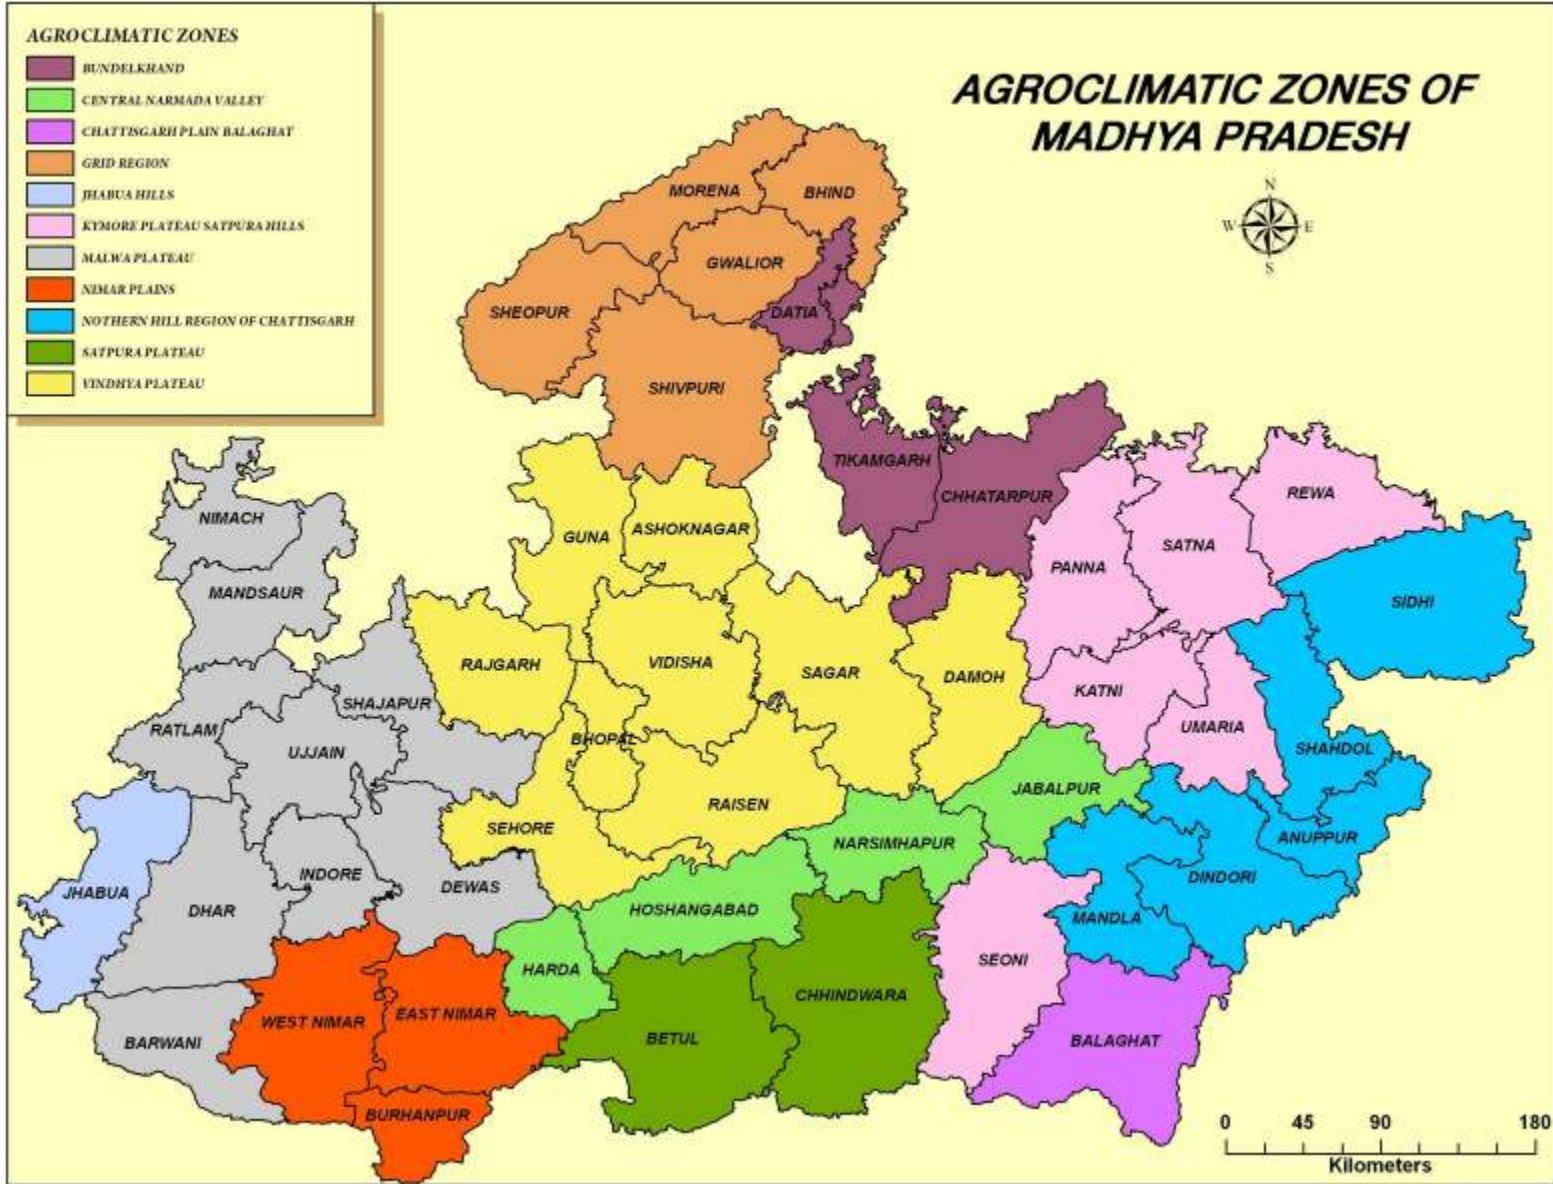 AGROCLIMATIC ZONES
BUNDELKHAND
CENTRAL NARMADA VALLEY
CHATTISGARH PLAIN BALAGHAT
GRID REGION
JHABUA HILLS
KYMORE PLATEAU SATPURA HILLS
MALWA PLATEAU
NIMAR PLAINS
NOTHERN HILL REGION OF CHATTISGARH
SATPURA PLATEAU
VINDHYA PLATEAU
AGROCLIMATIC ZONES OF
MADHYA PRADESH
N
W E
S
MORENA
BHIND
GWALIOR
SHEOPUR
DATIA
SHIVPURI
TIKAMGARH
CHHATARPUR
REWA
NIMACH
GUNA
ASHOKNAGAR
SATNA
PANNA
MANDSAUR
SIDHI
RAJGARH
VIDISHA
SAGAR
DAMOH
KATNI
SHAJAPUR
RATLAM
UMARIA
UJJAIN
BHOPAL
SHAHDOL
JABALPUR
RAISEN
SEHORE
ANUPPUR
NARSIMHAPUR
INDORE
DEWAS
DINDORI
JHABUA
DHAR
HOSHANGABAD
MANDLA
HARDA
SEONI
CHHINDWARA
WEST NIMAR
EAST NIMAR
BARWANI
BETUL
BALAGHAT
BURHANPUR
0 45 90 180
Kilometers